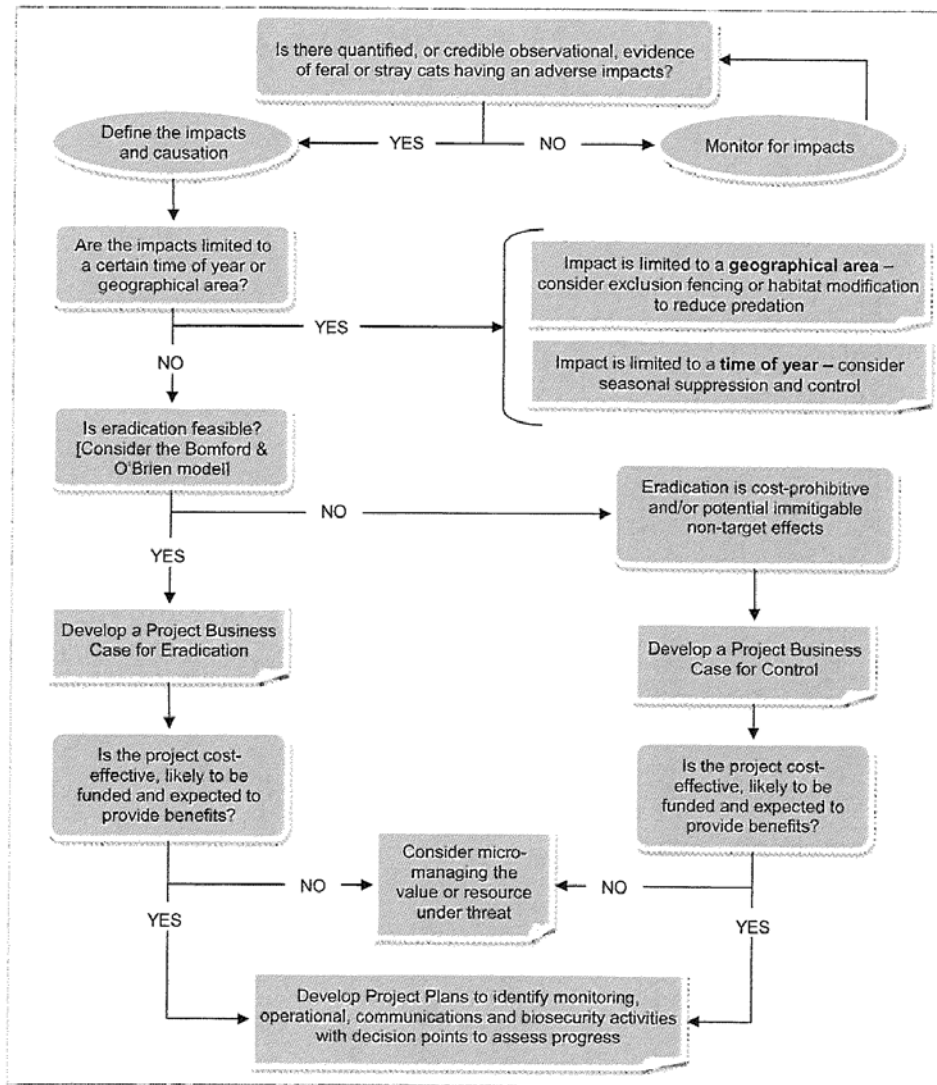 Is there quantified, or credible observational, evidence
of feral or stray cats having an adverse impacts?
Define the impacts
and causation
YES
NO
Monitor for impacts
Are the impacts limited to
a certain time of year or
geographical area?
YES
Impact is limited to a geographical area –
consider exclusion fencing or habitat modification
to reduce predation
Impact is limited to a time of year – consider
seasonal suppression and control
NO
Is eradication feasible?
[Consider the Bomford &
O'Brien model]
NO
Eradication is cost-prohibitive
and/or potential immitigable
non-target effects
YES
Develop a Project Business
Case for Eradication
Develop a Project Business
Case for Control
Is the project cost-
effective, likely to be
funded and expected to
provide benefits?
Is the project cost-
effective, likely to be
funded and expected to
provide benefits?
NO
Consider micro-
managing the
value or resource
under threat
NO
YES
YES
Develop Project Plans to identify monitoring,
operational, communications and biosecurity activities
with decision points to assess progress